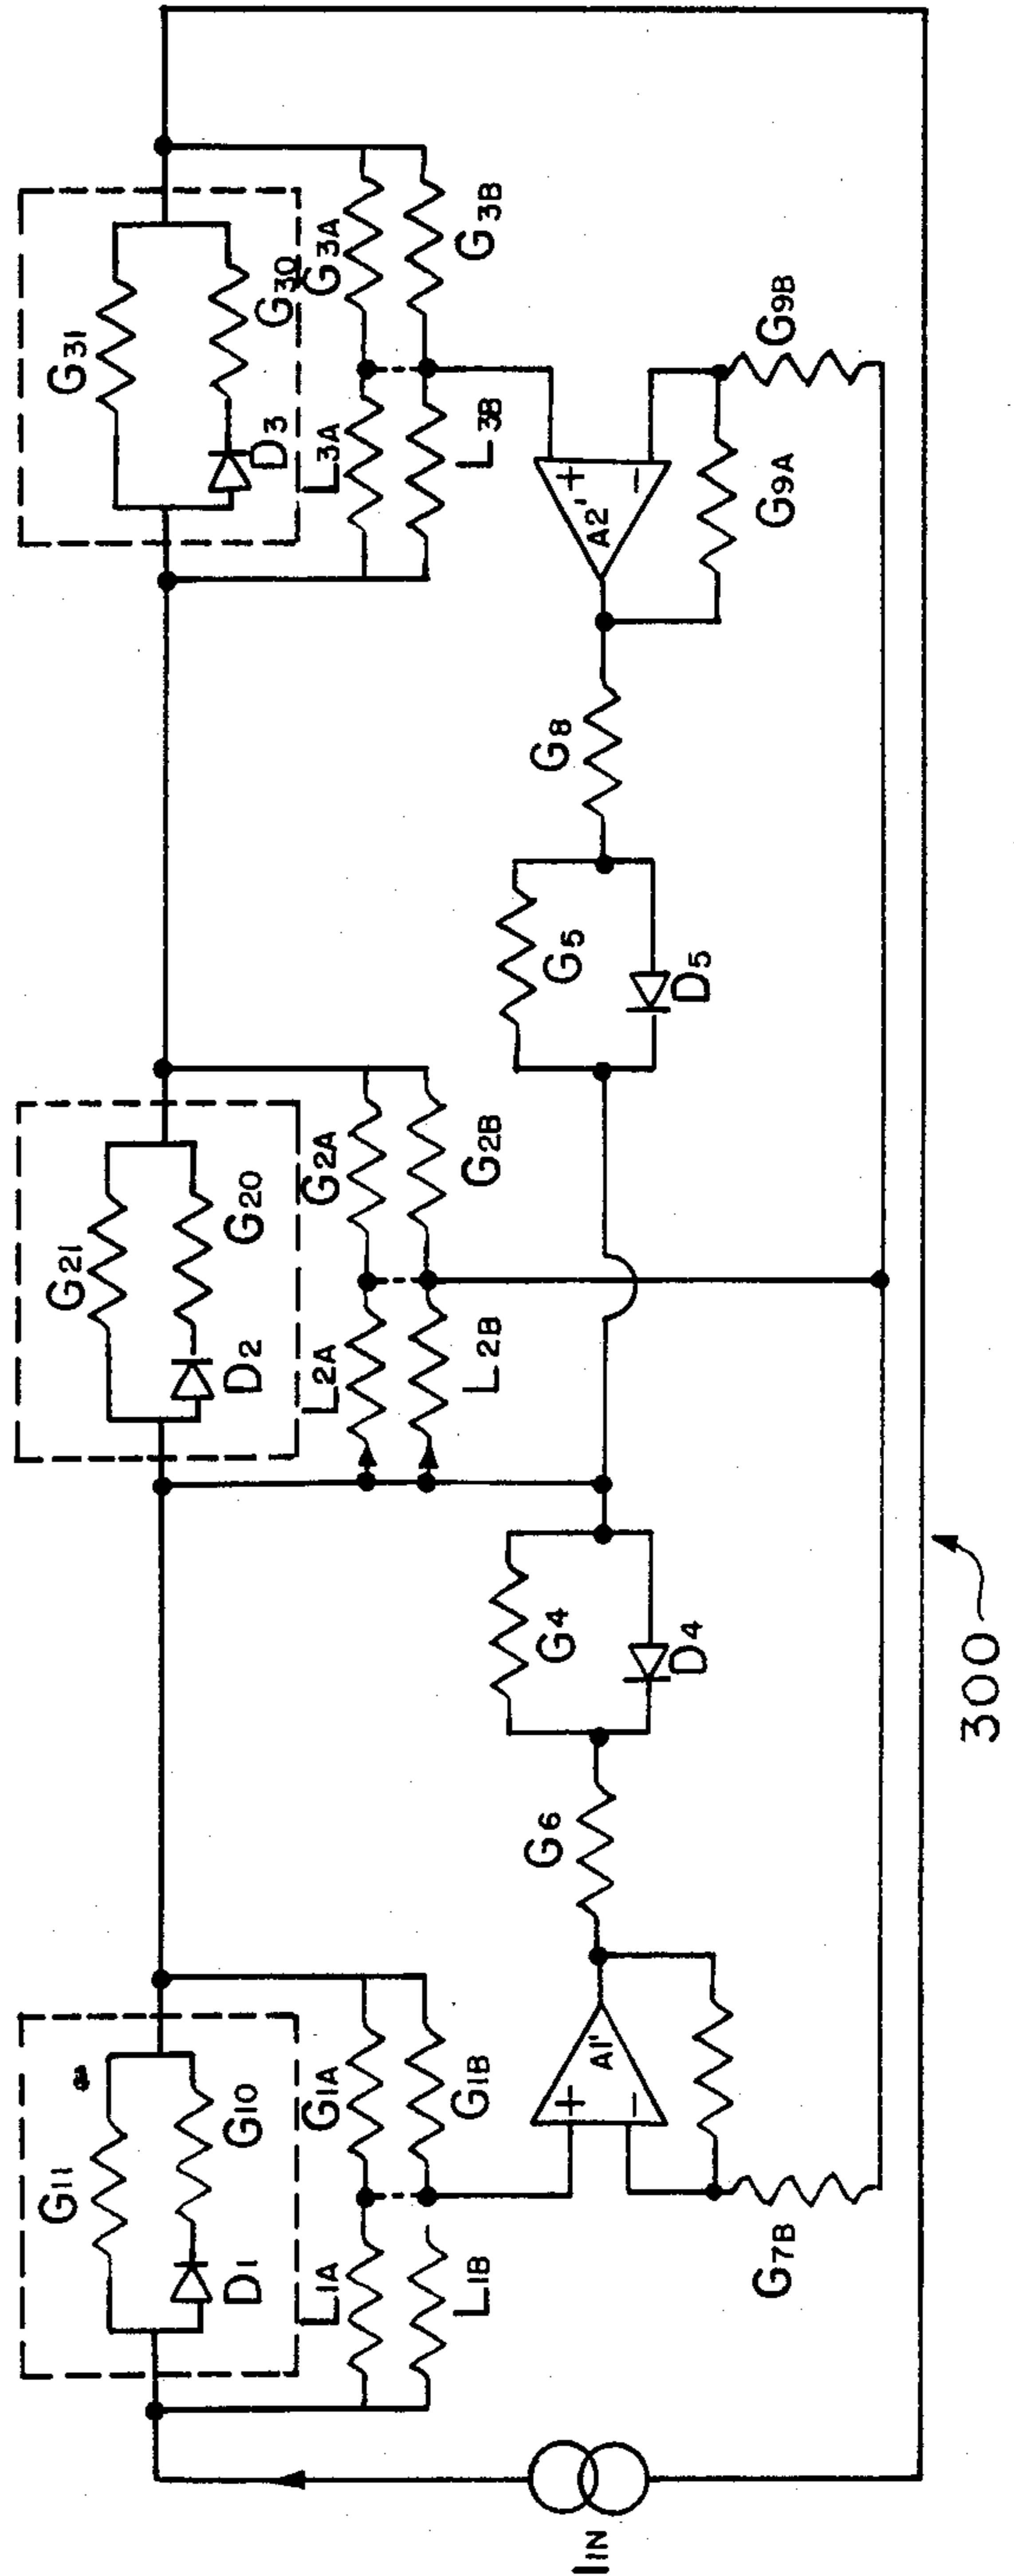 G31
D3
G30
G3A
L3A
G3B
L3B
A2'
+
−
G9B
G9A
G8
G5
D5
G21
G20
D2
G2A
L2A
G2B
L2B
G4
D4
G6
G11
G10
D1
G1A
L1A
G1B
L1B
A1'
+
−
G7B
IIN
300